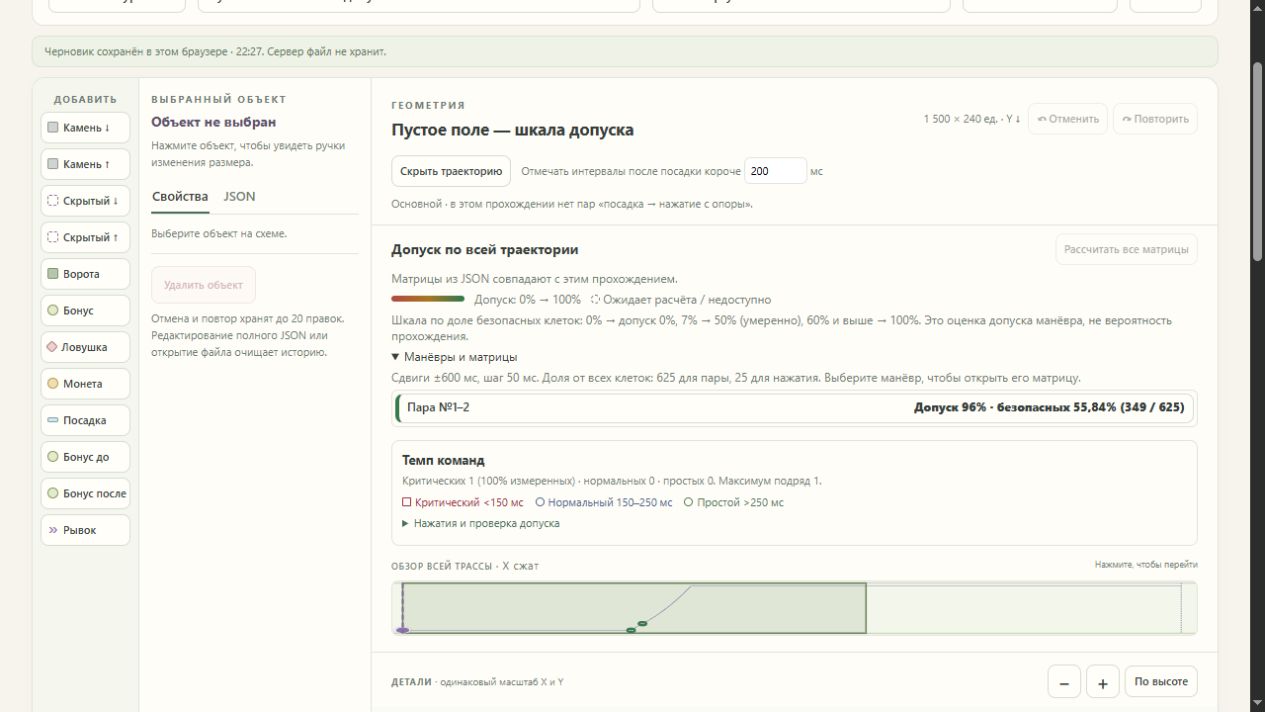 Черновик сохранён в этом браузере · 22:27. Сервер файл не хранит.
ДОБАВИТЬ
Камень ↓
Камень ↑
Скрытый ↓
Скрытый ↑
Ворота
Бонус
Ловушка
Монета
Посадка
Бонус до
Бонус после
Рывок
ВЫБРАННЫЙ ОБЪЕКТ
Объект не выбран
Нажмите объект, чтобы увидеть ручки
изменения размера.
Свойства JSON
Выберите объект на схеме.
Удалить объект
Отмена и повтор хранят до 20 правок.
Редактирование полного JSON или
открытие файла очищает историю.
ГЕОМЕТРИЯ
Пустое поле — шкала допуска
1 500 × 240 ед. · Y ↓
↶ Отменить
↷ Повторить
Скрыть траекторию
Отмечать интервалы после посадки короче 200 мс
Основной · в этом прохождении нет пар «посадка → нажатие с опоры».
Допуск по всей траектории
Рассчитать все матрицы
Матрицы из JSON совпадают с этим прохождением.
Допуск: 0% → 100% Ожидает расчёта / недоступно
Шкала по доле безопасных клеток: 0% → допуск 0%, 7% → 50% (умеренно), 60% и выше → 100%. Это оценка допуска манёвра, не вероятность
прохождения.
▼ Манёвры и матрицы
Сдвиги ±600 мс, шаг 50 мс. Доля от всех клеток: 625 для пары, 25 для нажатия. Выберите манёвр, чтобы открыть его матрицу.
Пара №1–2 Допуск 96% · безопасных 55,84% (349 / 625)
Темп команд
Критических 1 (100% измеренных) · нормальных 0 · простых 0. Максимум подряд 1.
Критический <150 мс Нормальный 150–250 мс Простой >250 мс
▶ Нажатия и проверка допуска
ОБЗОР ВСЕЙ ТРАССЫ · X сжат
Нажмите, чтобы перейти
ДЕТАЛИ · одинаковый масштаб X и Y
−
+
По высоте